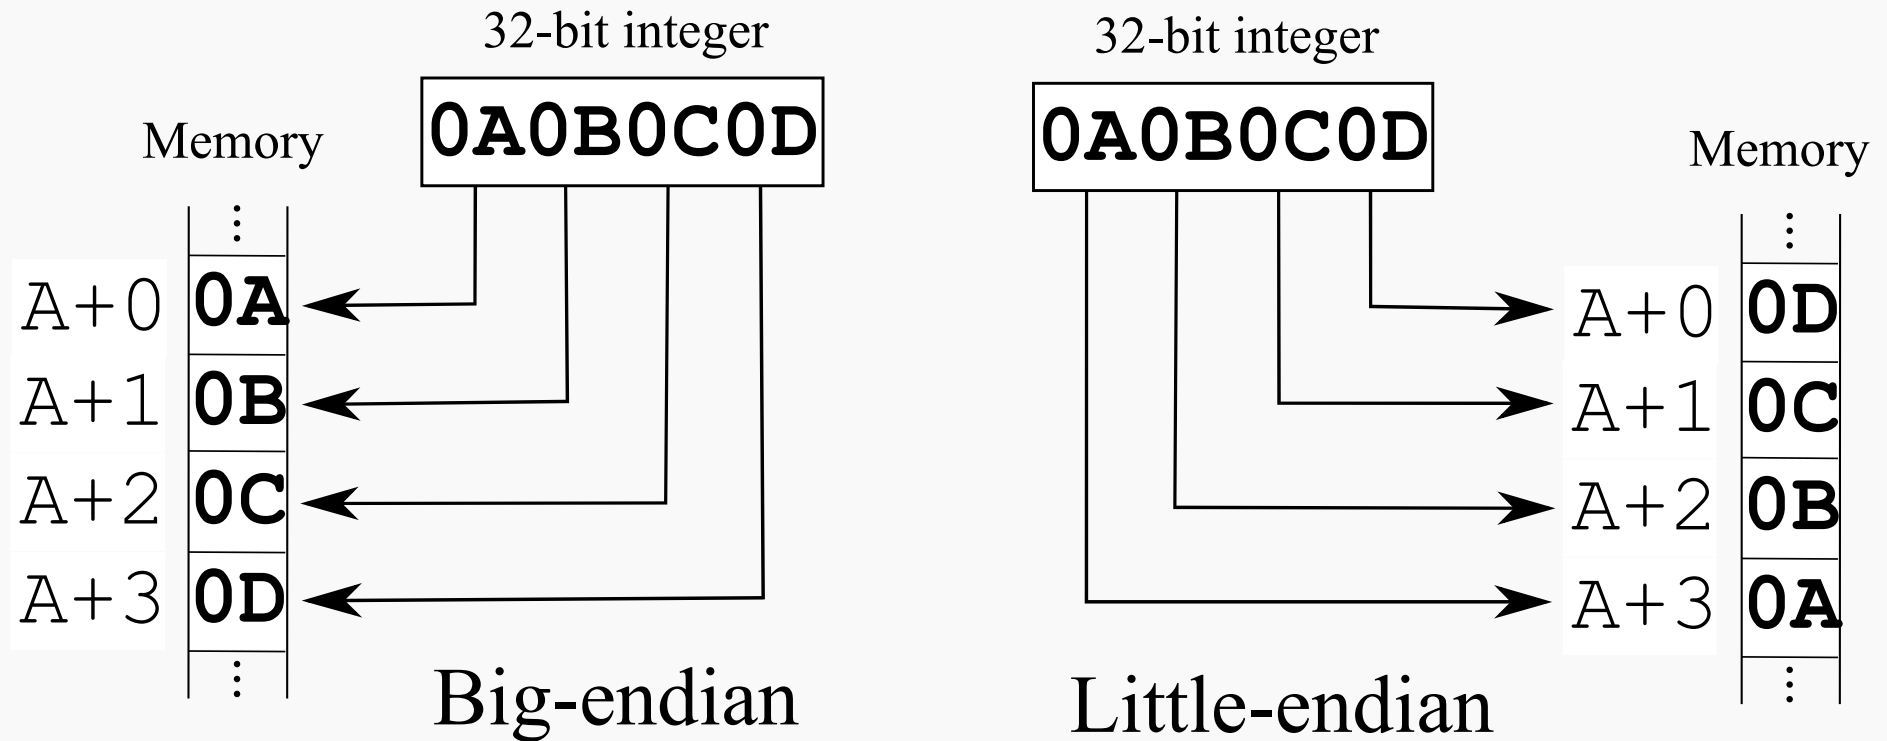 32-bit integer
0A0B0C0D
Memory
⋮
A+0 0A
A+1 0B
A+2 0C
A+3 0D
⋮
Big-endian
32-bit integer
0A0B0C0D
Memory
⋮
A+0 0D
A+1 0C
A+2 0B
A+3 0A
⋮
Little-endian